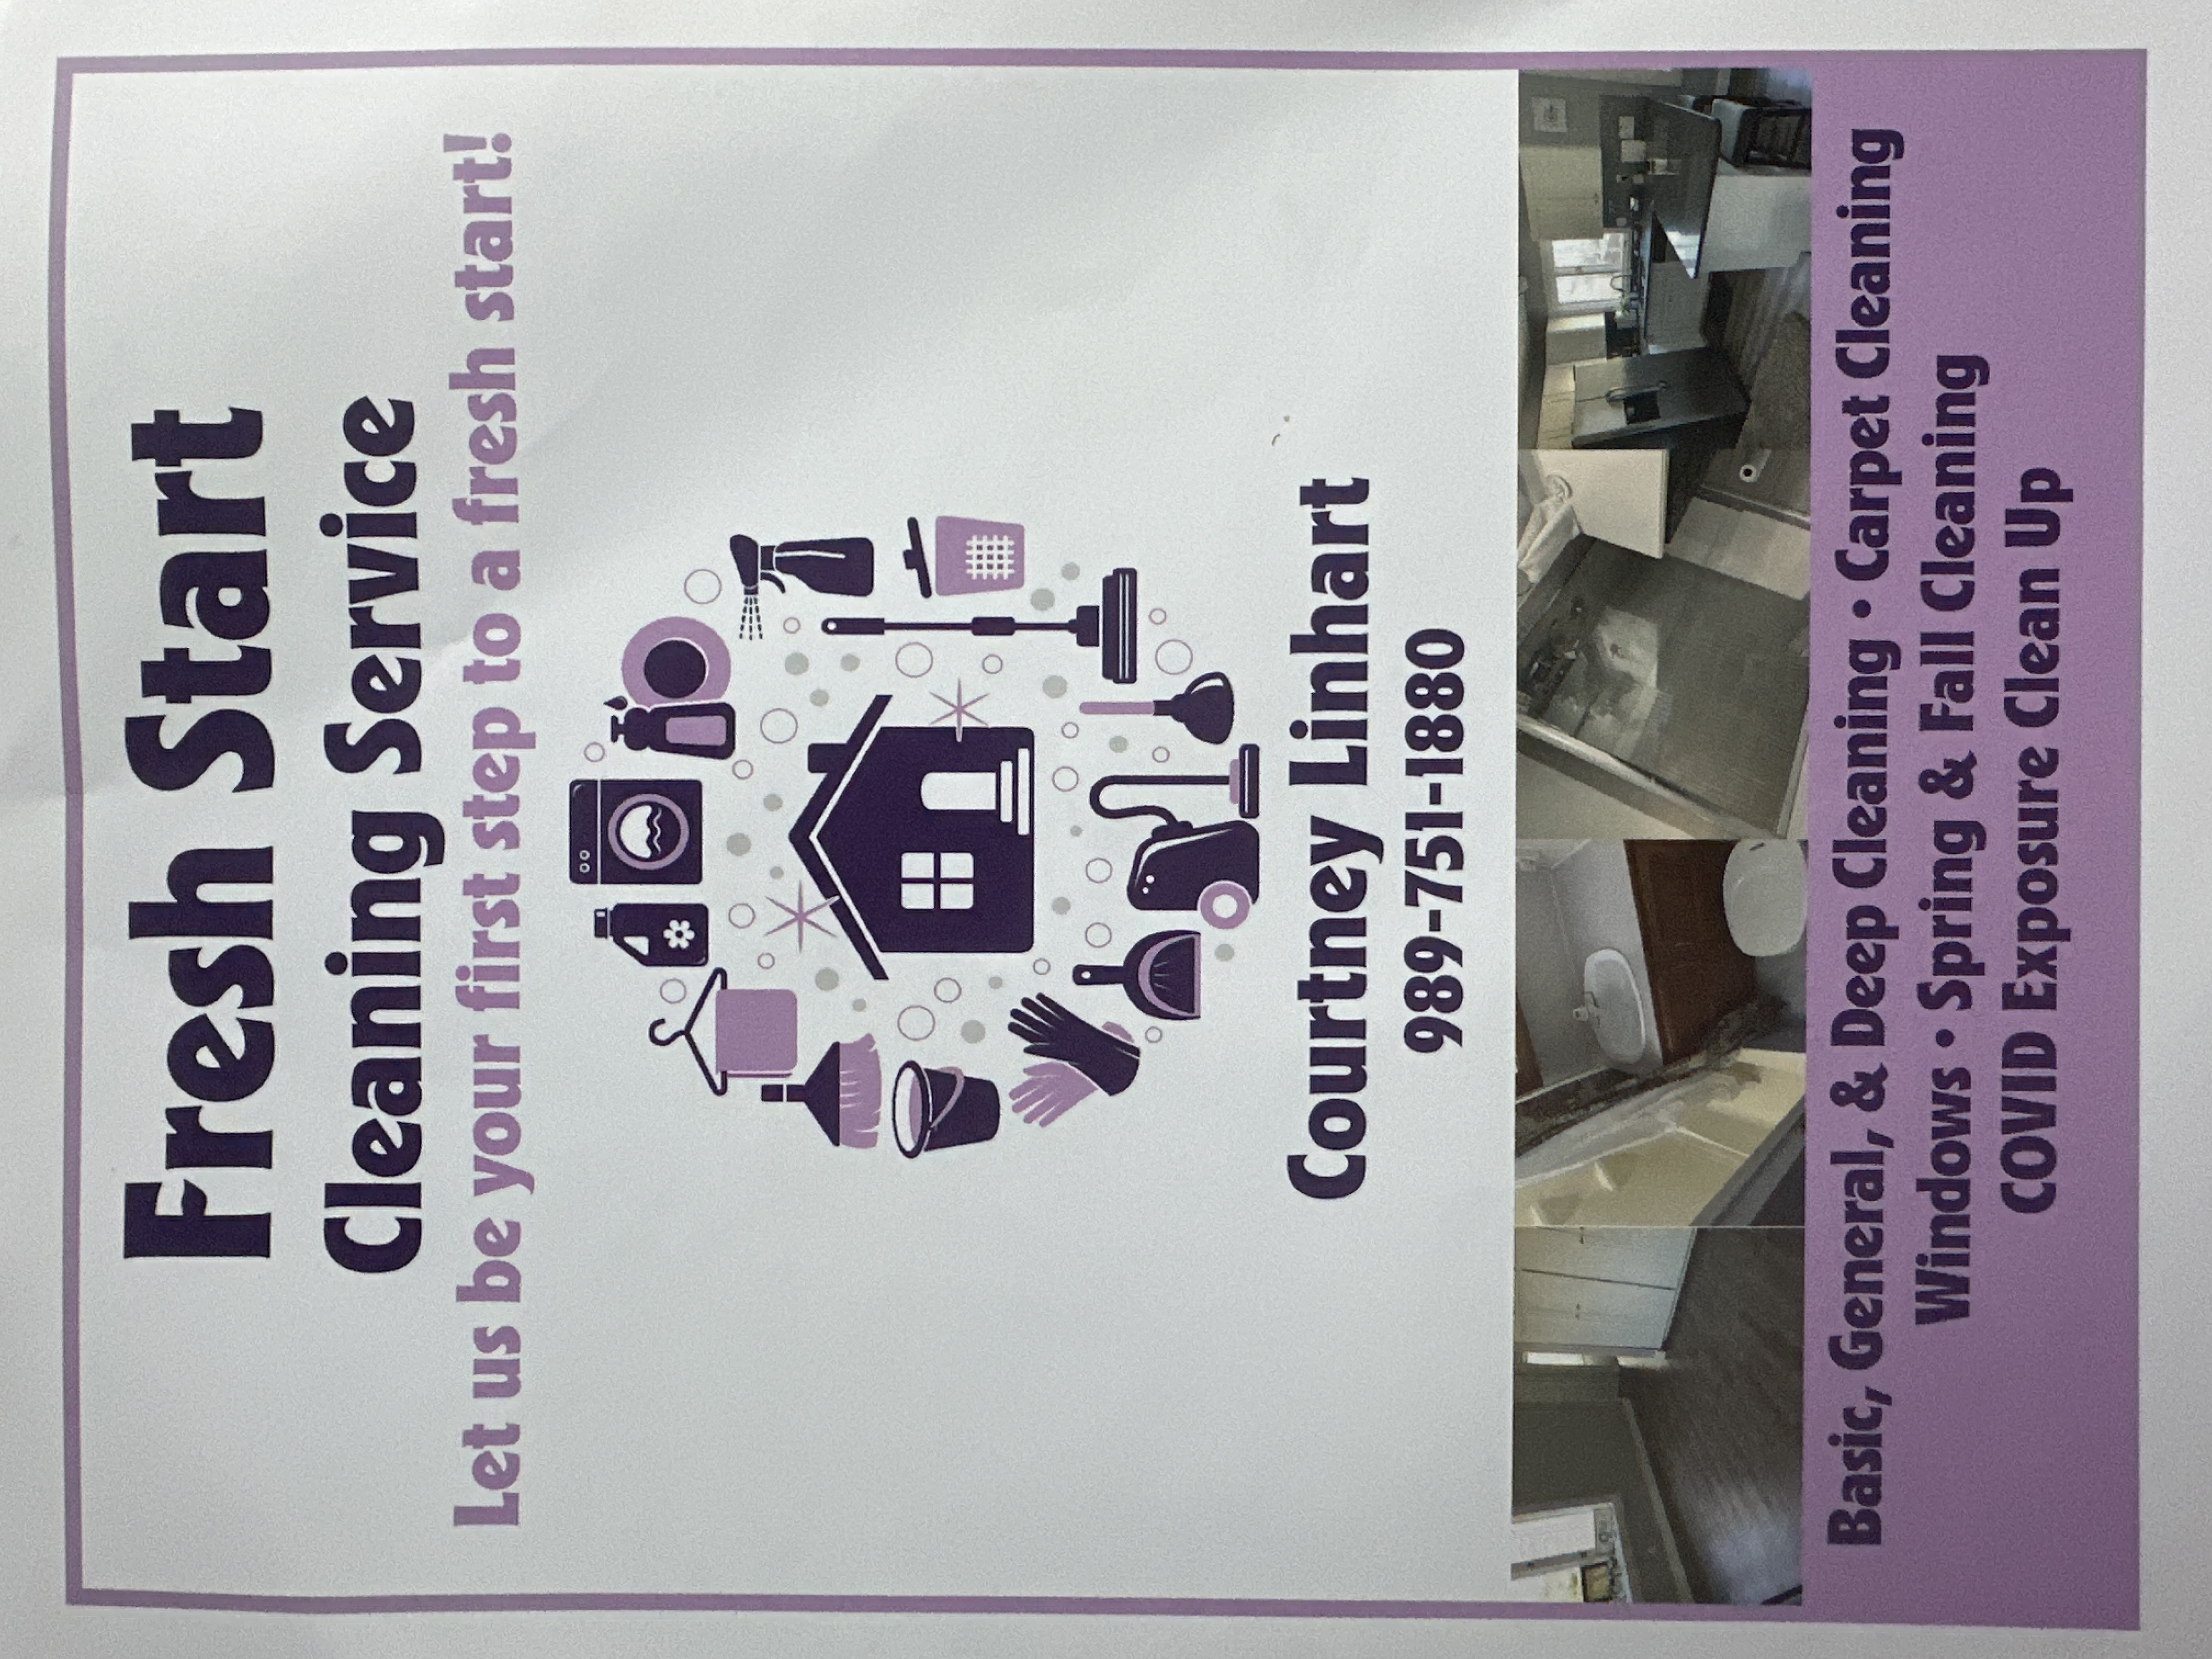 Fresh Start
Cleaning Service
Let us be your first step to a fresh start!
Courtney Linhart
989-751-1880
Basic, General, & Deep Cleaning • Carpet Cleaning
Windows • Spring & Fall Cleaning
COVID Exposure Clean Up